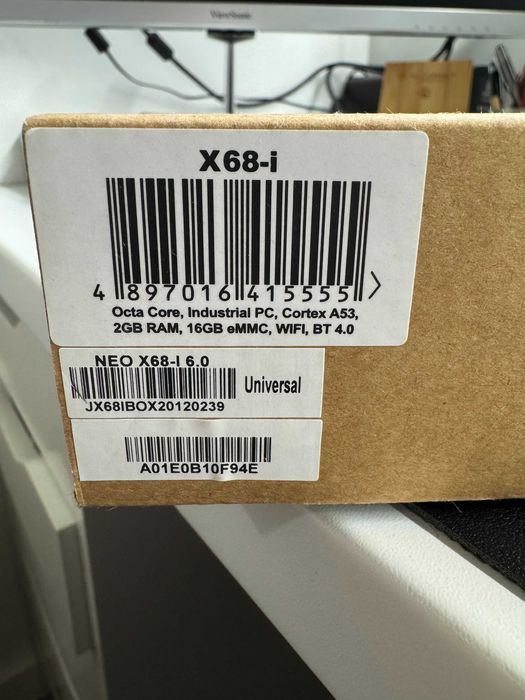 ViewSonic
X68-i
4 897016 415555 >
Octa Core, Industrial PC, Cortex A53,
2GB RAM, 16GB eMMC, WIFI, BT 4.0
NEO X68-I 6.0
Universal
JX68IBOX20120239
A01E0B10F94E